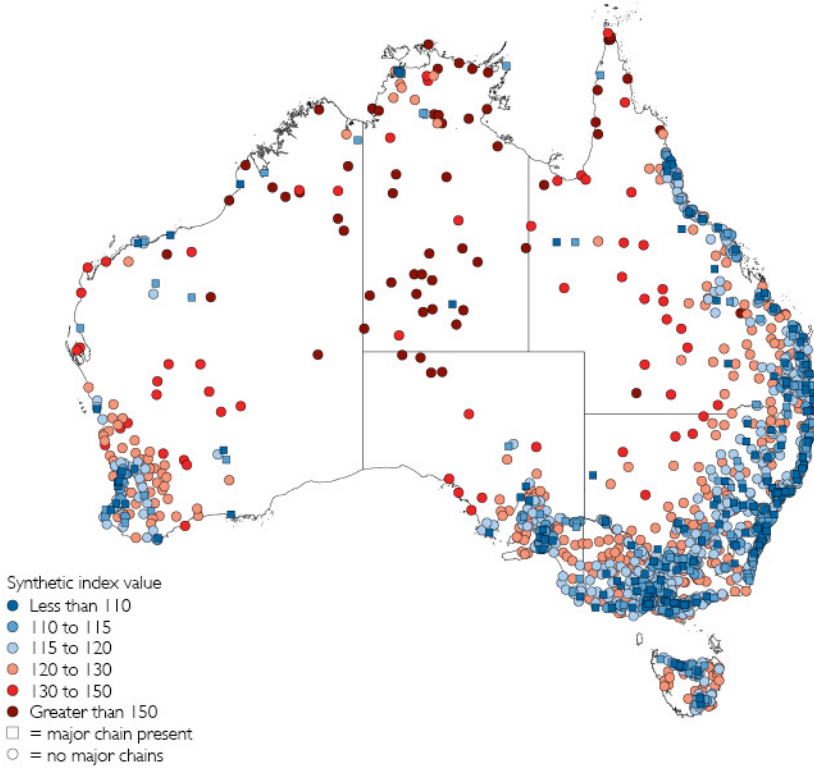 Synthetic index value
Less than 110
110 to 115
115 to 120
120 to 130
130 to 150
Greater than 150
= major chain present
= no major chains